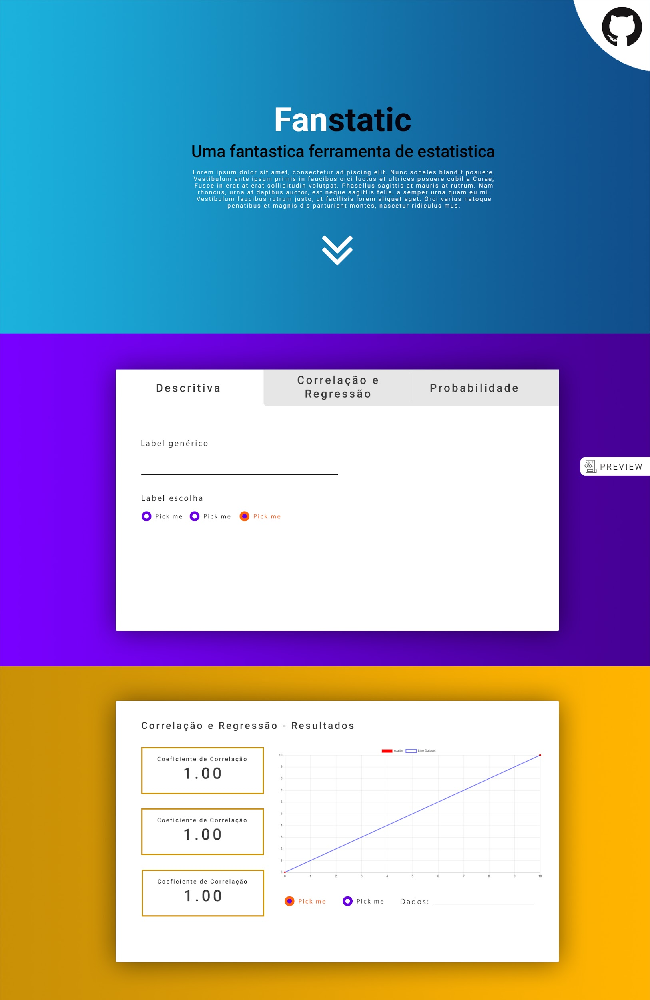 Fanstatic
Uma fantastica ferramenta de estatistica
Lorem ipsum dolor sit amet, consectetur adipiscing elit. Nunc sodales blandit posuere.
Vestibulum ante ipsum primis in faucibus orci luctus et ultrices posuere cubilia Curae;
Fusce in erat at erat sollicitudin volutpat. Phasellus sagittis at mauris at rutrum. Nam
rhoncus, urna at dapibus auctor, est neque sagittis felis, a semper urna quam eu mi.
Vestibulum faucibus rutrum justo, ut facilisis lorem aliquet eget. Orci varius natoque
penatibus et magnis dis parturient montes, nascetur ridiculus mus.
Descritiva
Correlação e
Regressão
Probabilidade
Label genérico
PREVIEW
Label escolha
Pick me Pick me Pick me
Correlação e Regressão - Resultados
Coeficiente de Correlação
1.00
Coeficiente de Correlação
1.00
Coeficiente de Correlação
1.00
scatter Line Dataset
10
9
8
7
6
5
4
3
2
1
0
0 1 2 3 4 5 6 7 8 9 10
Pick me Pick me Dados: